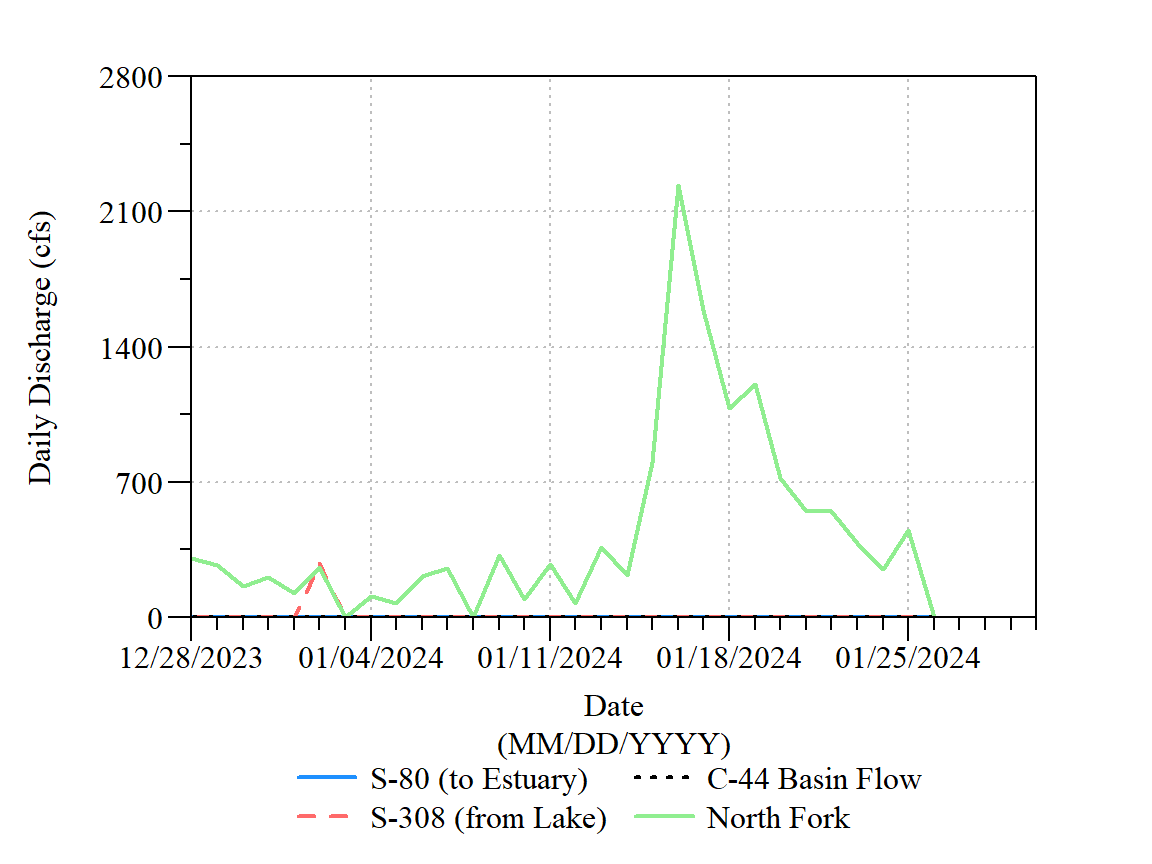 2800
2100
1400
700
0
Daily Discharge (cfs)
12/28/2023 01/04/2024 01/11/2024 01/18/2024 01/25/2024
Date
(MM/DD/YYYY)
S-80 (to Estuary) C-44 Basin Flow
S-308 (from Lake) North Fork